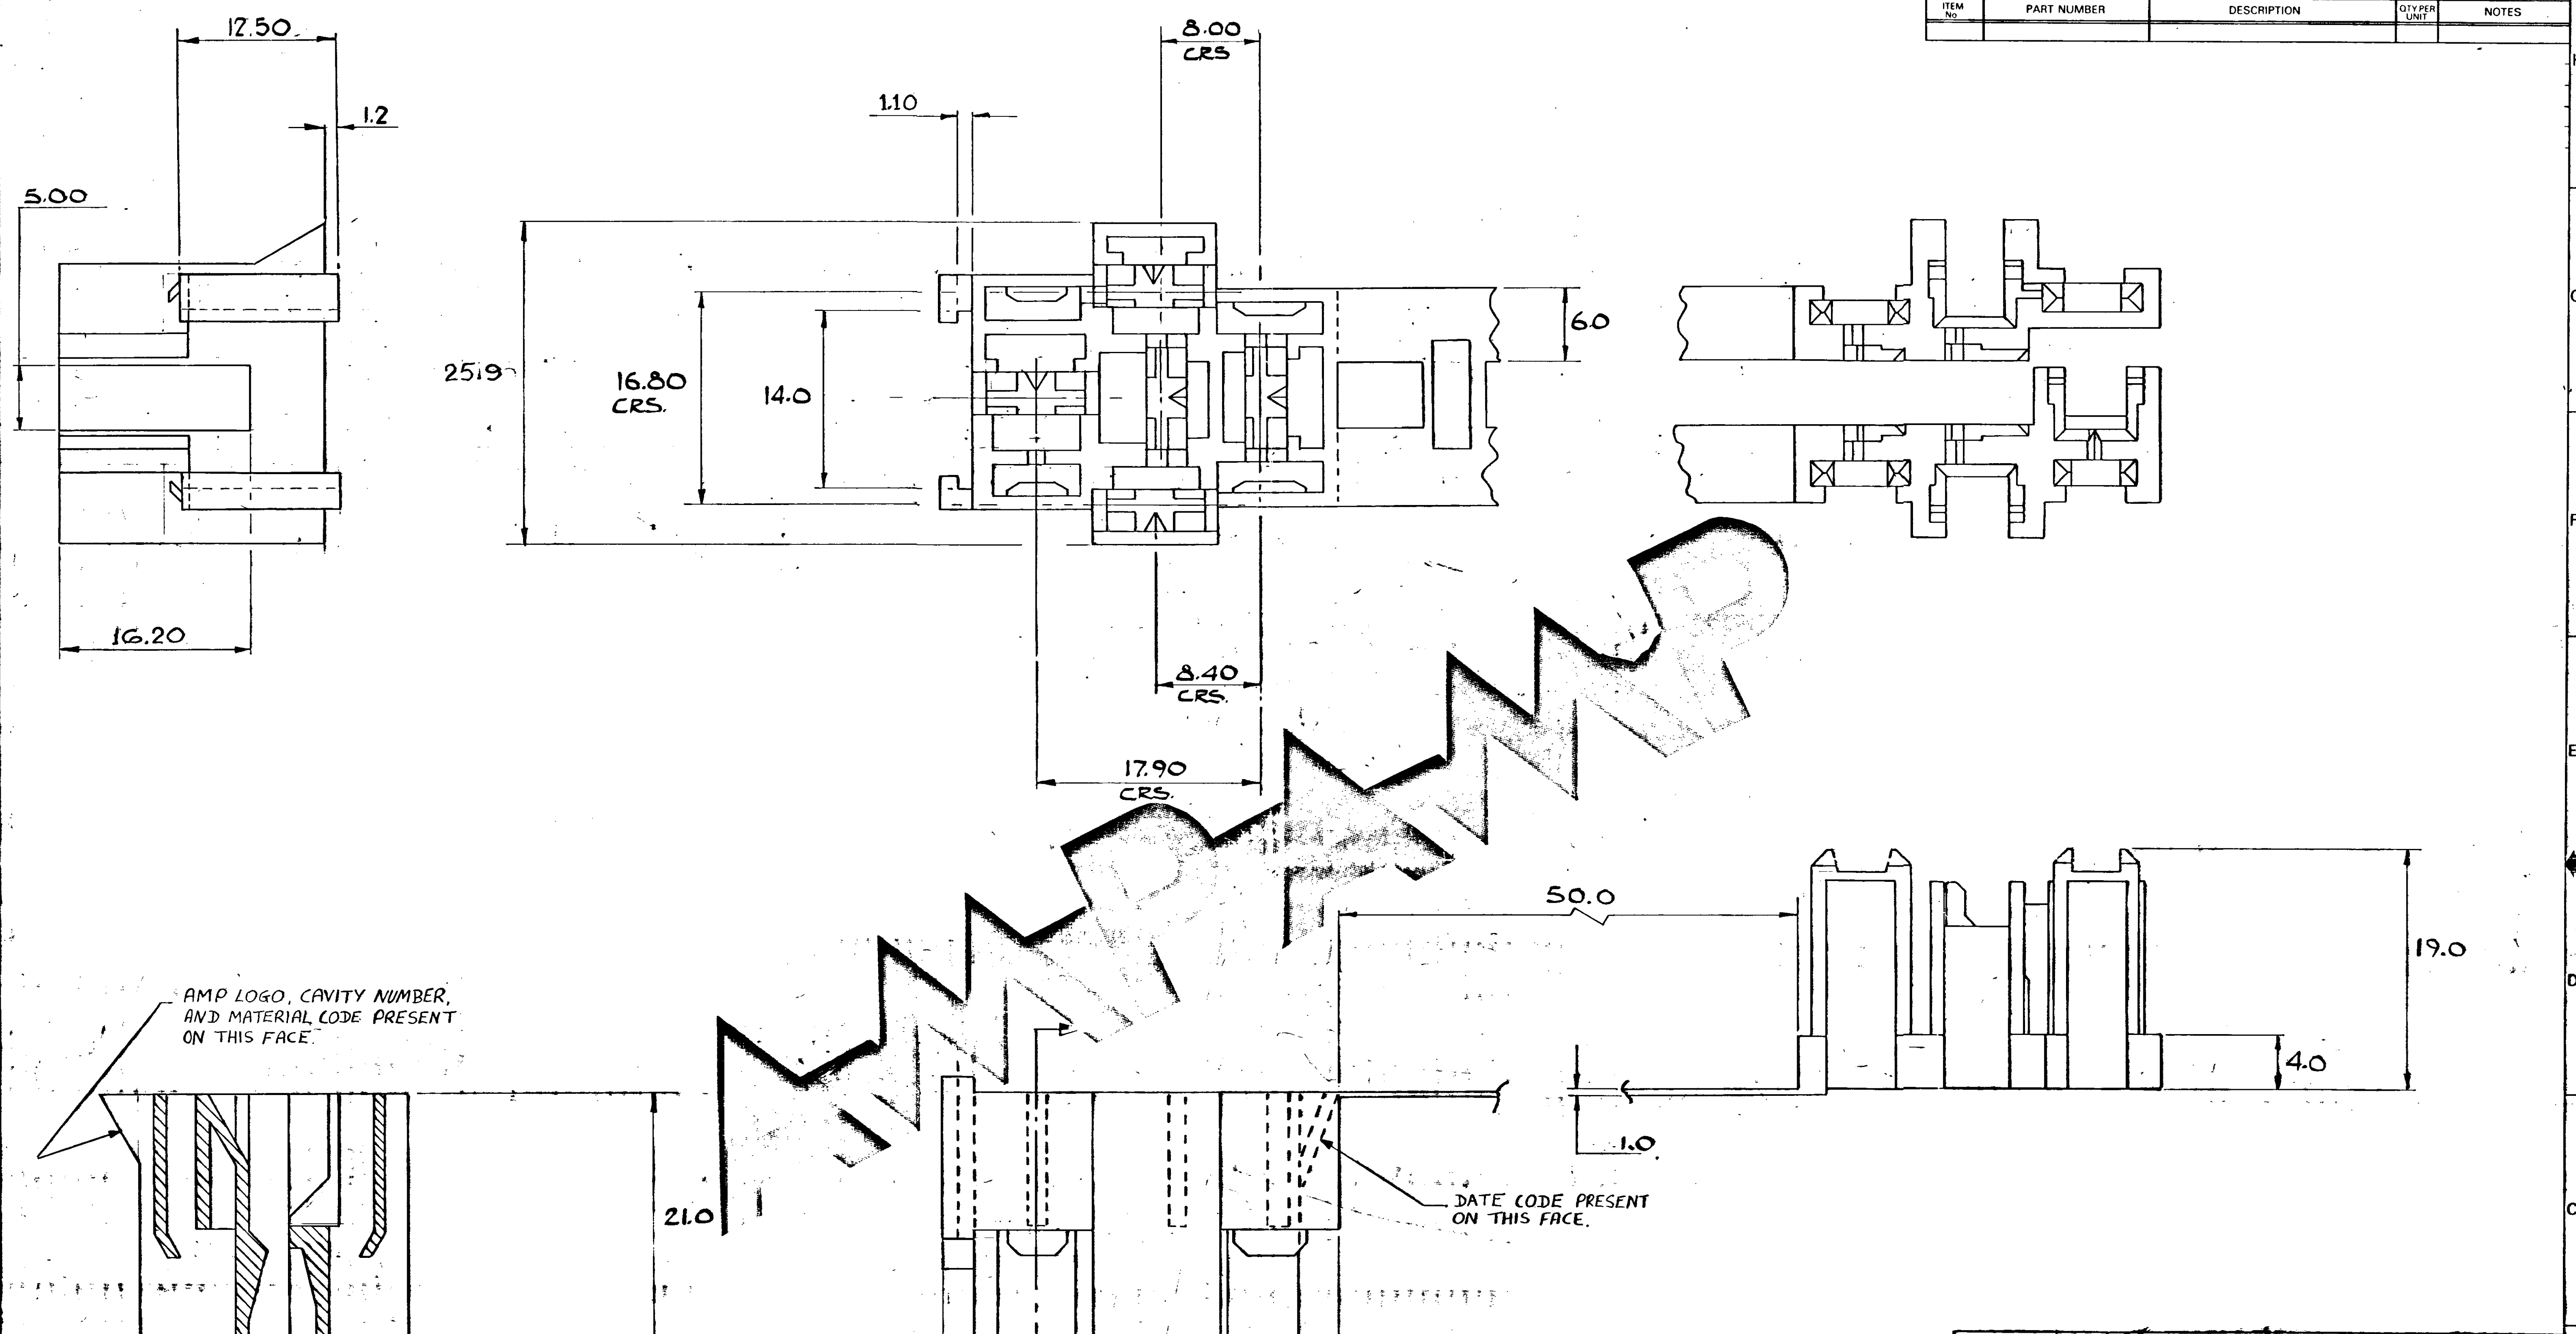 ITEM No
PART NUMBER
DESCRIPTION
QTY PER UNIT
NOTES
12.50
8.00
CRS
1.2
1.10
5.00
6.0
25.9
16.80
CRS.
14.0
16.20
8.40
CRS.
17.90
CRS.
50.0
19.0
AMP LOGO, CAVITY NUMBER,
AND MATERIAL CODE PRESENT
ON THIS FACE.
4.0
1.0
DATE CODE PRESENT
ON THIS FACE.
21.0
E
D
C